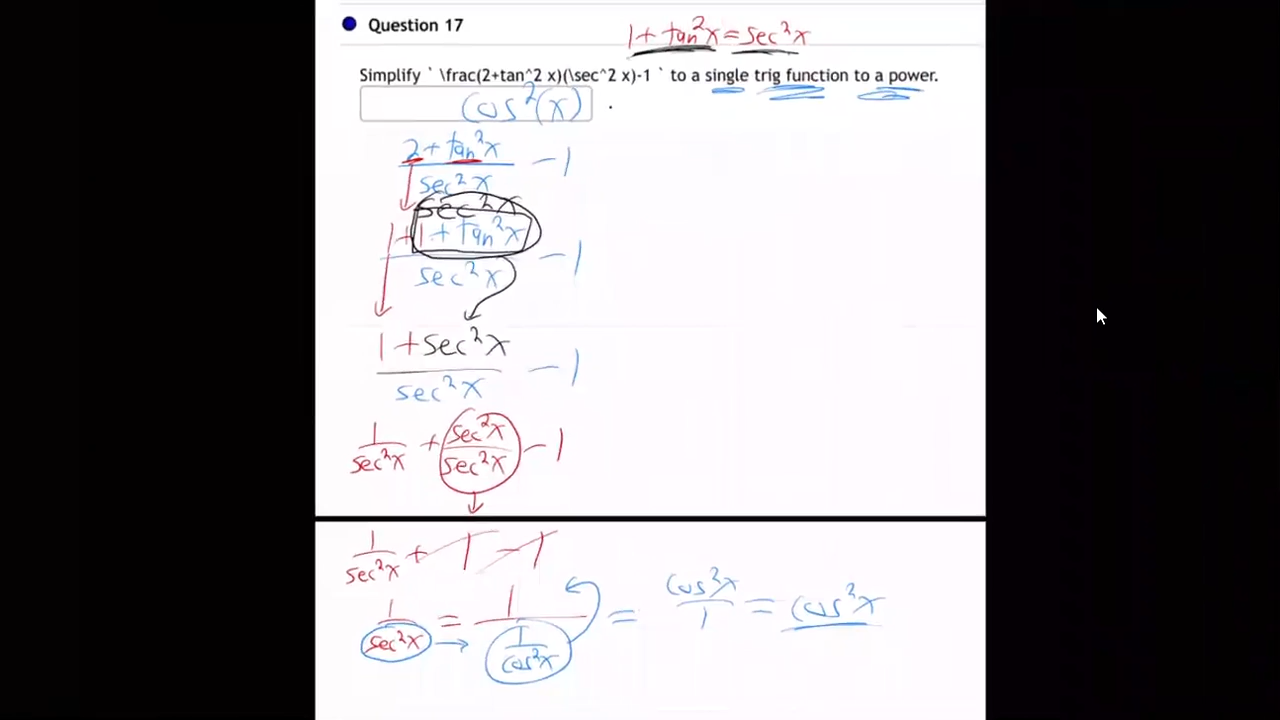 Question 17
1 + tan²x = sec²x
Simplify ` \frac(2+tan^2 x)(\sec^2 x)-1 ` to a single trig function to a power.
cos²(x) .
2 + tan²x
sec²x
- 1
sec²x
1 + 1 + tan²x
sec²x
- 1
1 + sec²x
sec²x
- 1
1/sec²x + sec²x/sec²x - 1
1/sec²x + 1 - 1
1/sec²x = 1/(1/cos²x) = cos²x/1 = cos²x